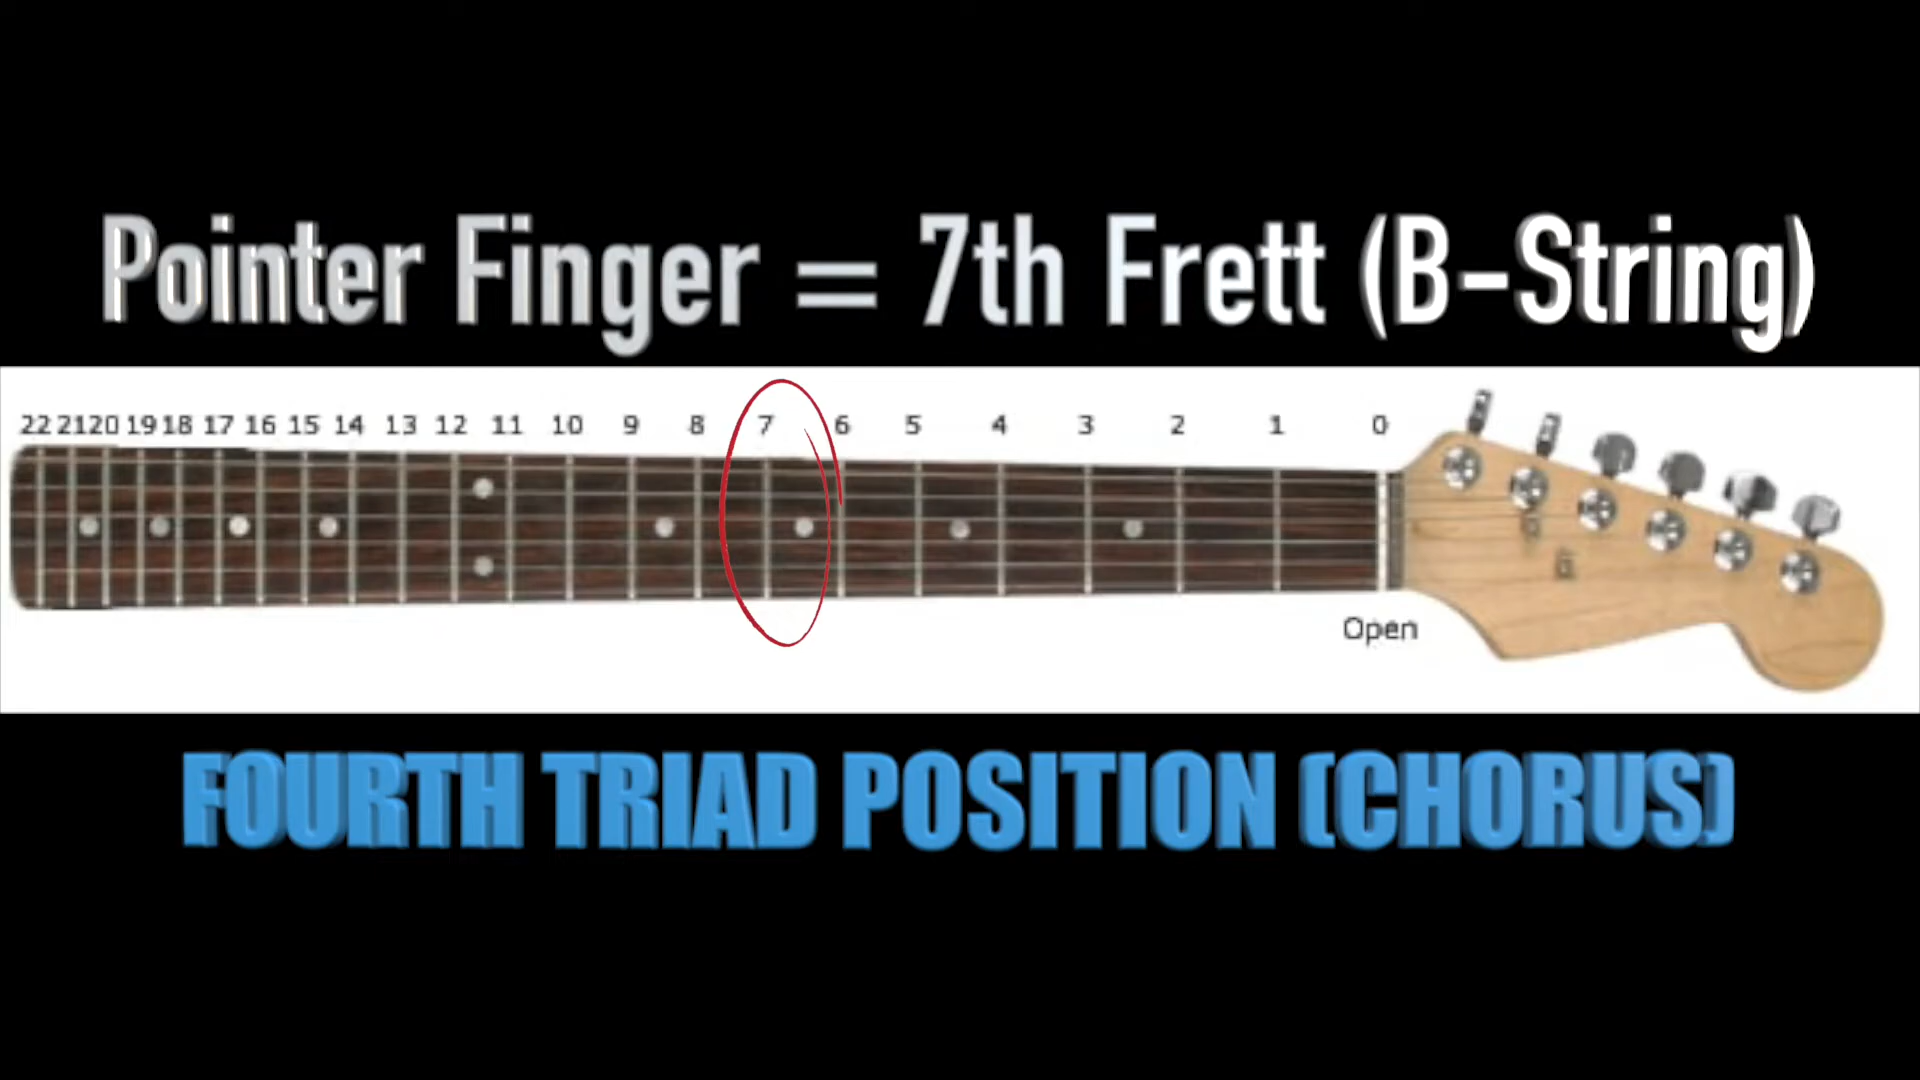 Pointer Finger = 7th Frett (B-String)
22 21 20 19 18 17 16 15 14 13 12 11 10 9 8 7 6 5 4 3 2 1 0
Open
FOURTH TRIAD POSITION (CHORUS)